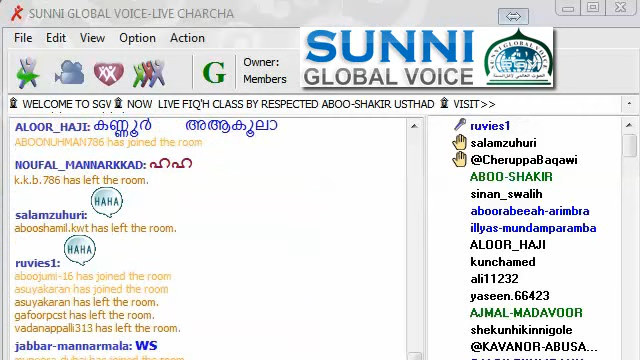 SUNNI GLOBAL VOICE-LIVE CHARCHA
File Edit View Option Action
SUNNI
GLOBAL VOICE
G
Owner:
Members
WELCOME TO SGV NOW LIVE FIQ'H CLASS BY RESPECTED ABOO-SHAKIR USTHAD VISIT>>
ALOOR_HAJI: കണ്ണൂർ അആകൂലാ
ABOONUHMAN786 has joined the room
NOUFAL_MANNARKKAD: ഹഹ
k.k.b.786 has left the room.
HAHA
salamzuhuri:
abooshamil.kwt has left the room.
HAHA
ruvies1:
aboojumi-16 has joined the room
asuyakaran has joined the room
asuyakaran has left the room.
gafoorpcst has left the room.
vadanappalli313 has left the room.
jabbar-mannarmala: ws
ruvies1
salamzuhuri
@CheruppaBaqawi
ABOO-SHAKIR
sinan_swalih
aboorabeeah-arimbra
illyas-mundamparamba
ALOOR_HAJI
kunchamed
ali11232
yaseen.66423
AJMAL-MADAVOOR
shekunhikinnigole
@KAVANOR-ABUSA...